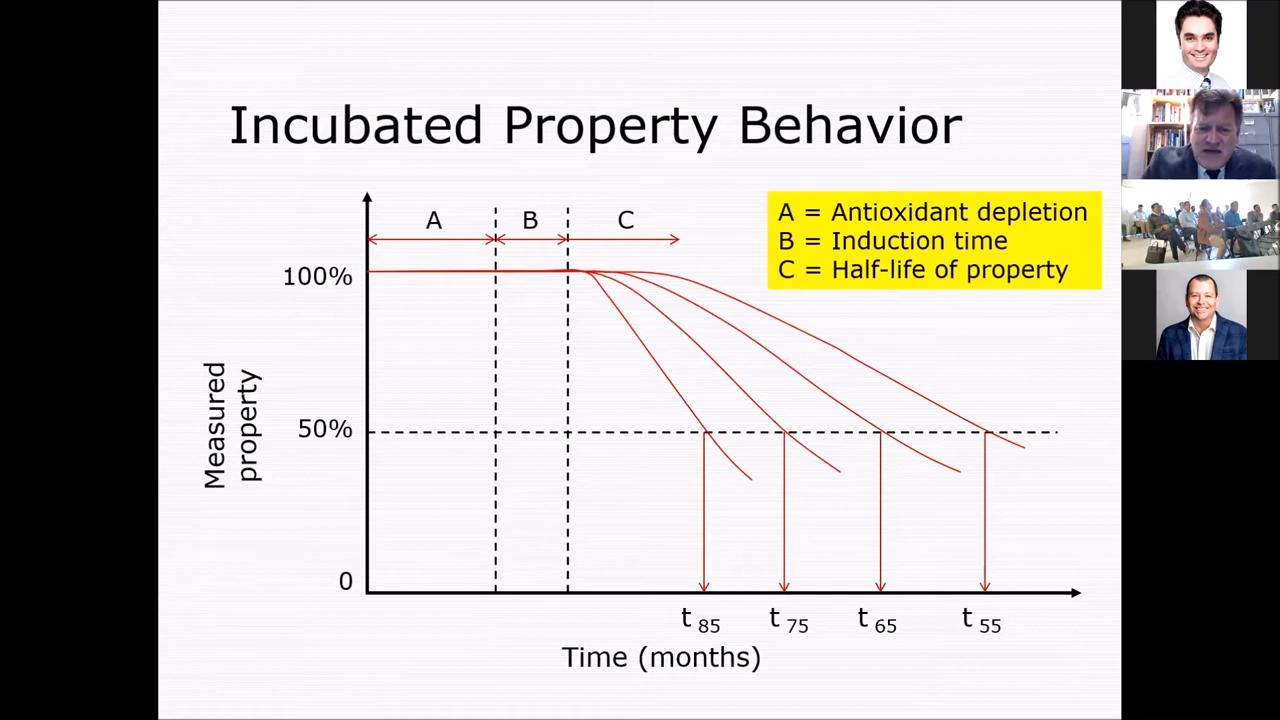 Incubated Property Behavior
A = Antioxidant depletion
B = Induction time
C = Half-life of property
A
B
C
100%
50%
0
Measured
property
t 85
t 75
t 65
t 55
Time (months)